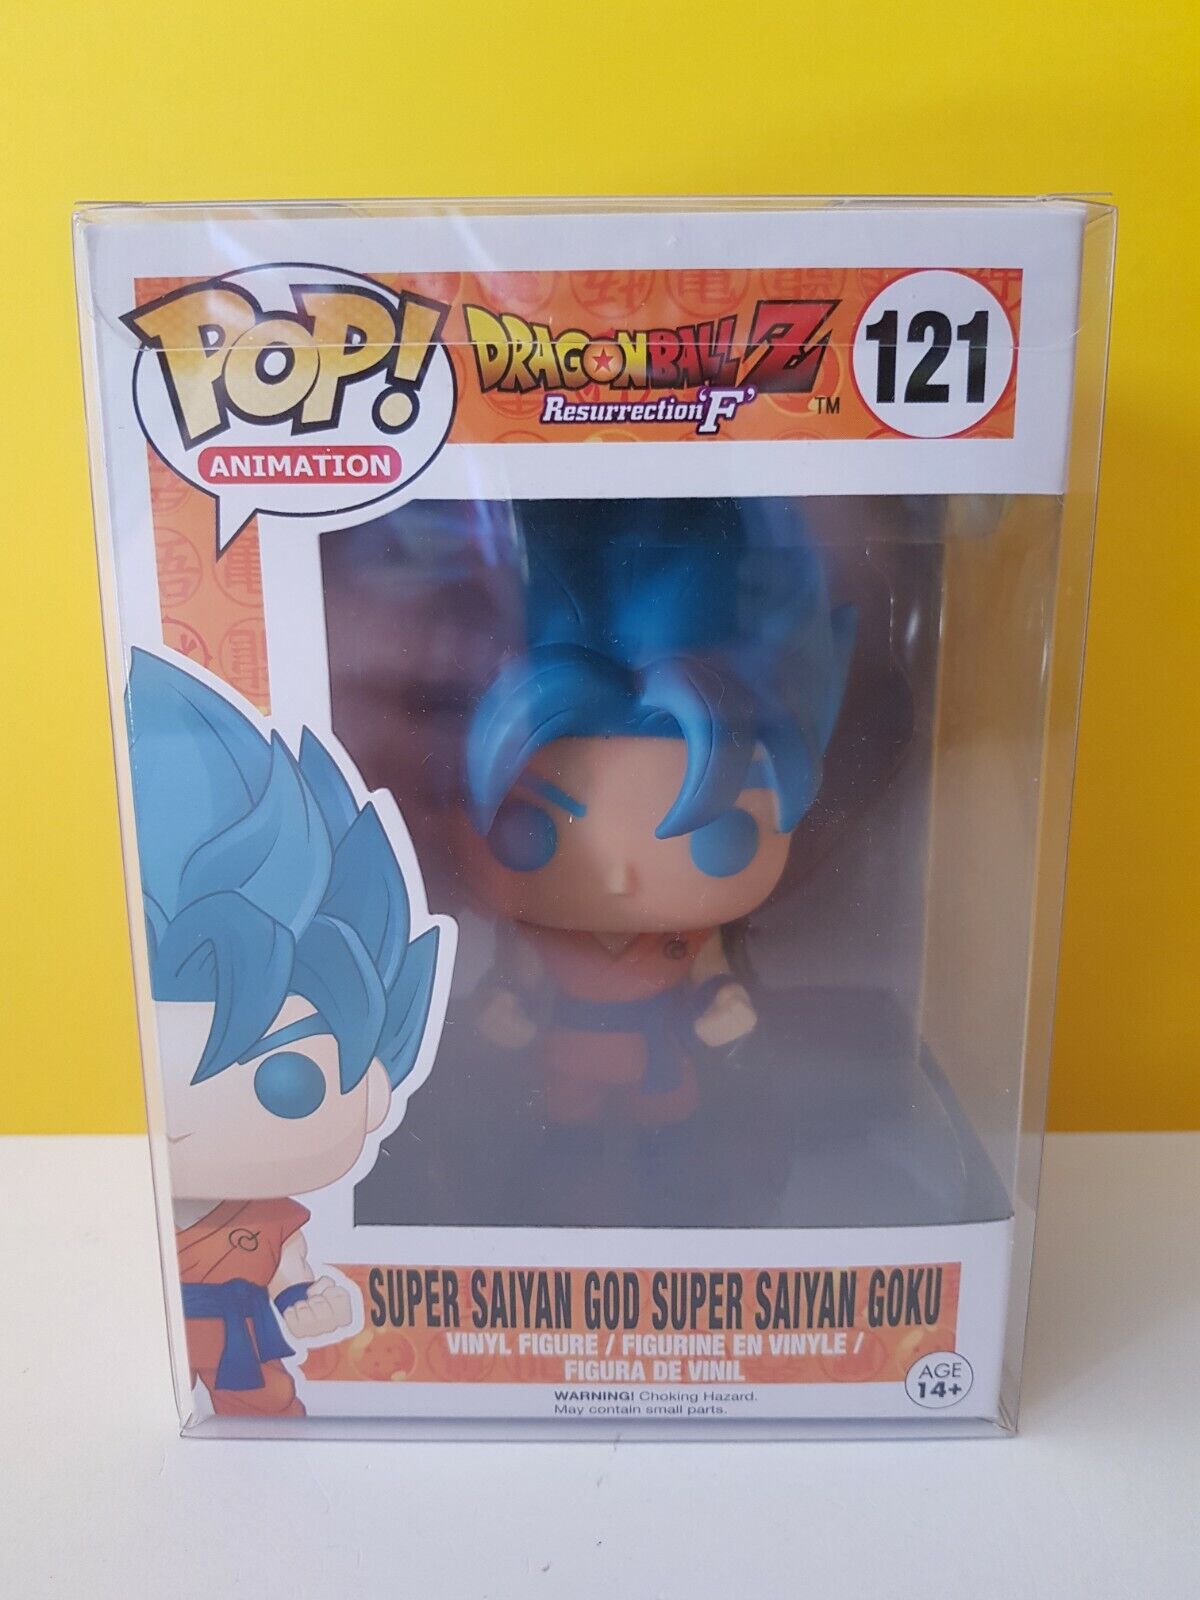 POP!
ANIMATION
DRAGONBALL Z
Resurrection 'F' ™
121
SUPER SAIYAN GOD SUPER SAIYAN GOKU
VINYL FIGURE / FIGURINE EN VINYLE /
FIGURA DE VINIL
WARNING! Choking Hazard.
May contain small parts.
AGE
14+